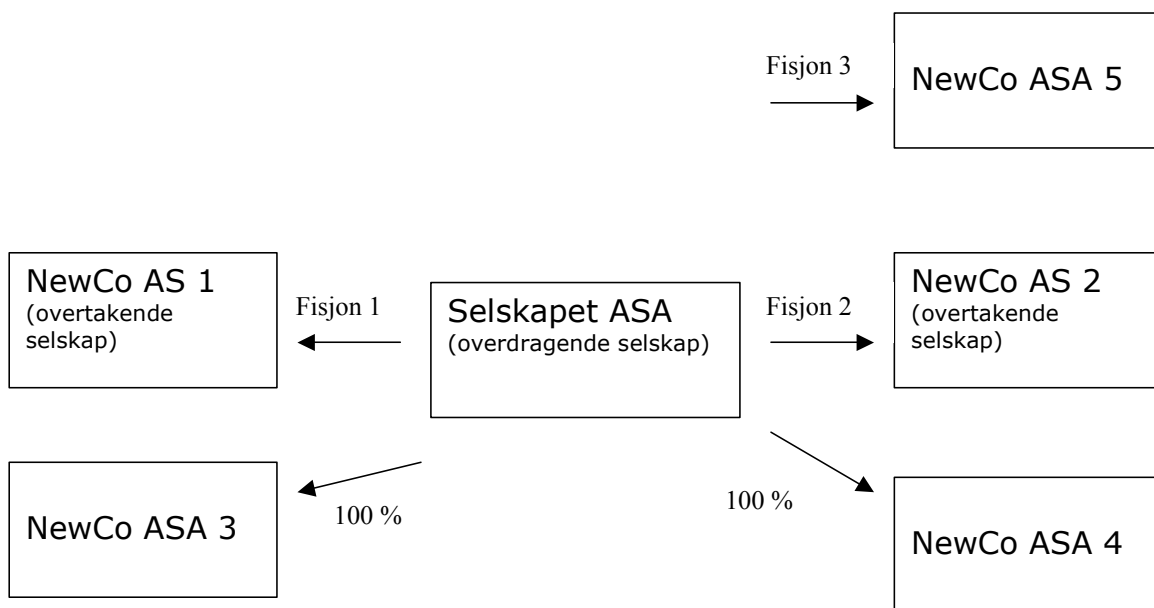 Fisjon 3
NewCo ASA 5
NewCo AS 1
(overtakende
selskap)
Fisjon 1
Selskapet ASA
(overdragende selskap)
Fisjon 2
NewCo AS 2
(overtakende
selskap)
NewCo ASA 3
100 %
100 %
NewCo ASA 4